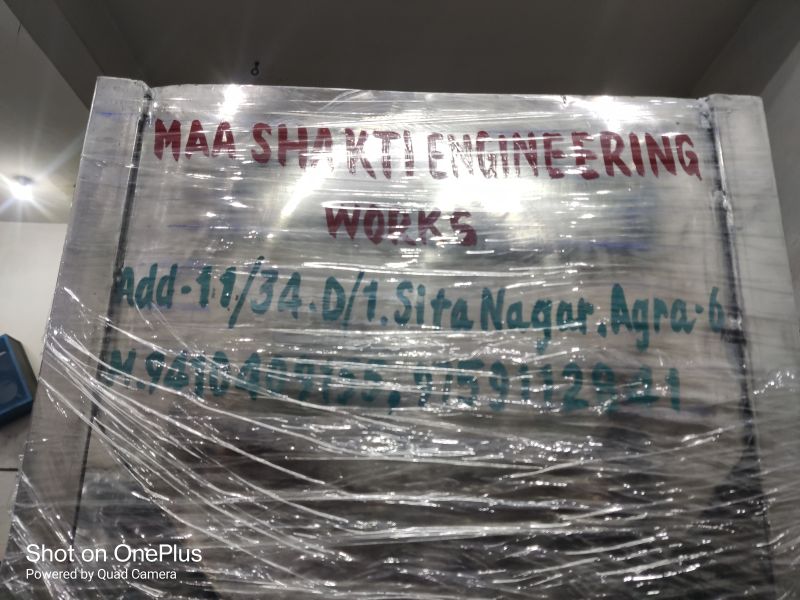 MAA SHAKTI ENGINEERING
WORKS
Add-11/34.D/1.Sita Nagar.Agra-6
Shot on OnePlus
Powered by Quad Camera